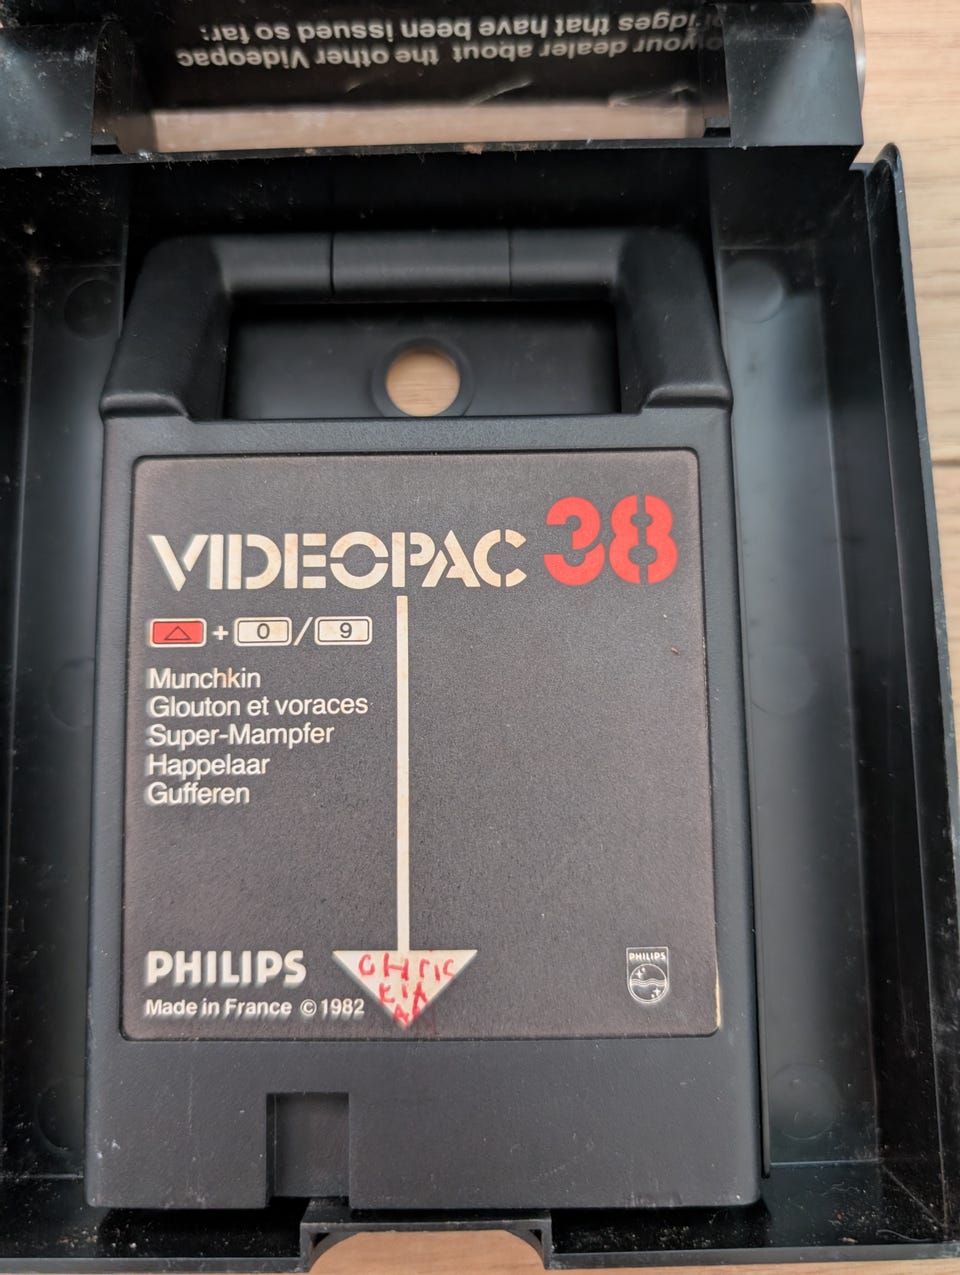 your dealer about the other Videopac
ridges that have been issued so far:
VIDEOPAC 38
+ 0 / 9
Munchkin
Glouton et voraces
Super-Mampfer
Happelaar
Gufferen
PHILIPS
Made in France © 1982
PHILIPS